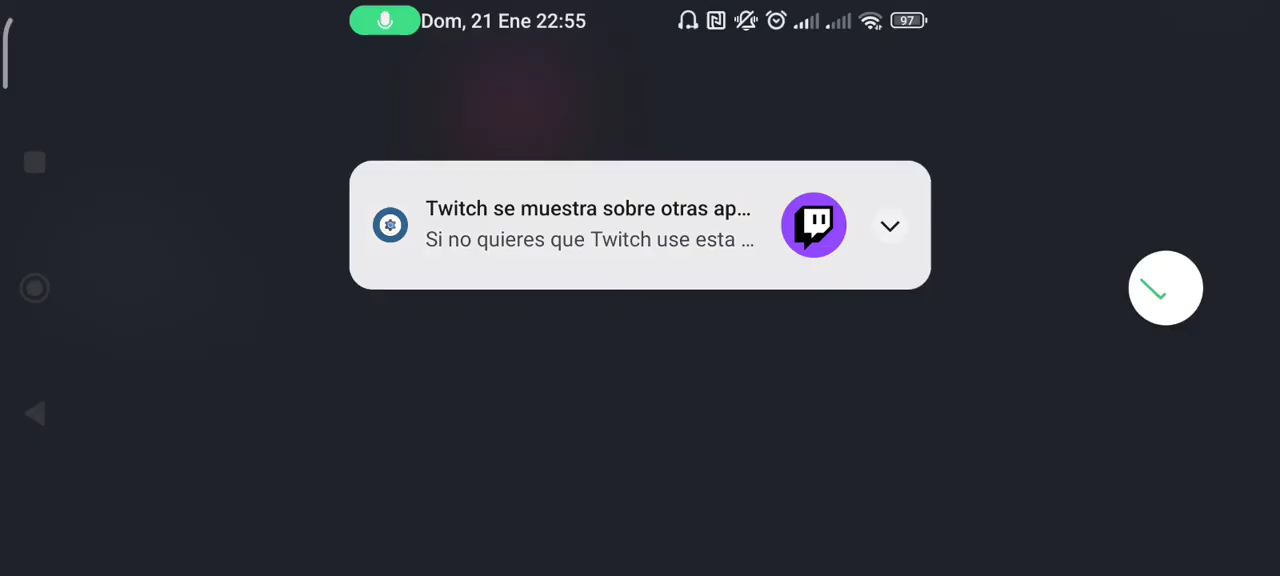 Dom, 21 Ene 22:55
97
Twitch se muestra sobre otras ap...
Si no quieres que Twitch use esta ...